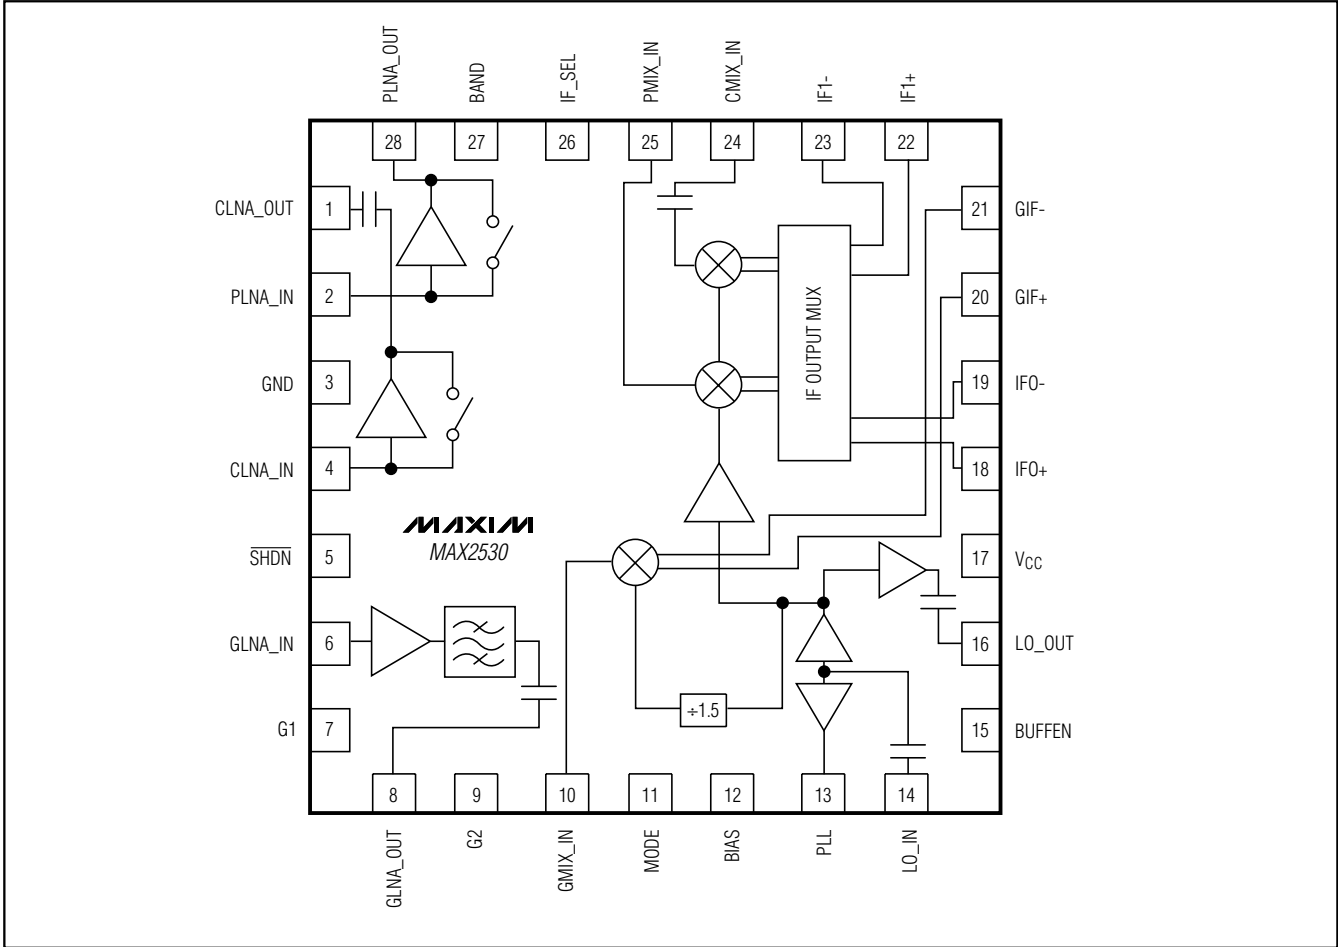 PLNA_OUT
BAND
IF_SEL
PMIX_IN
CMIX_IN
IF1-
IF1+
28
27
26
25
24
23
22
CLNA_OUT
1
PLNA_IN
2
GND
3
CLNA_IN
4
SHDN
5
GLNA_IN
6
G1
7
IF OUTPUT MUX
MAXIM
MAX2530
÷1.5
21
GIF-
20
GIF+
19
IFO-
18
IFO+
17
VCC
16
LO_OUT
15
BUFFEN
8
9
10
11
12
13
14
GLNA_OUT
G2
GMIX_IN
MODE
BIAS
PLL
LO_IN